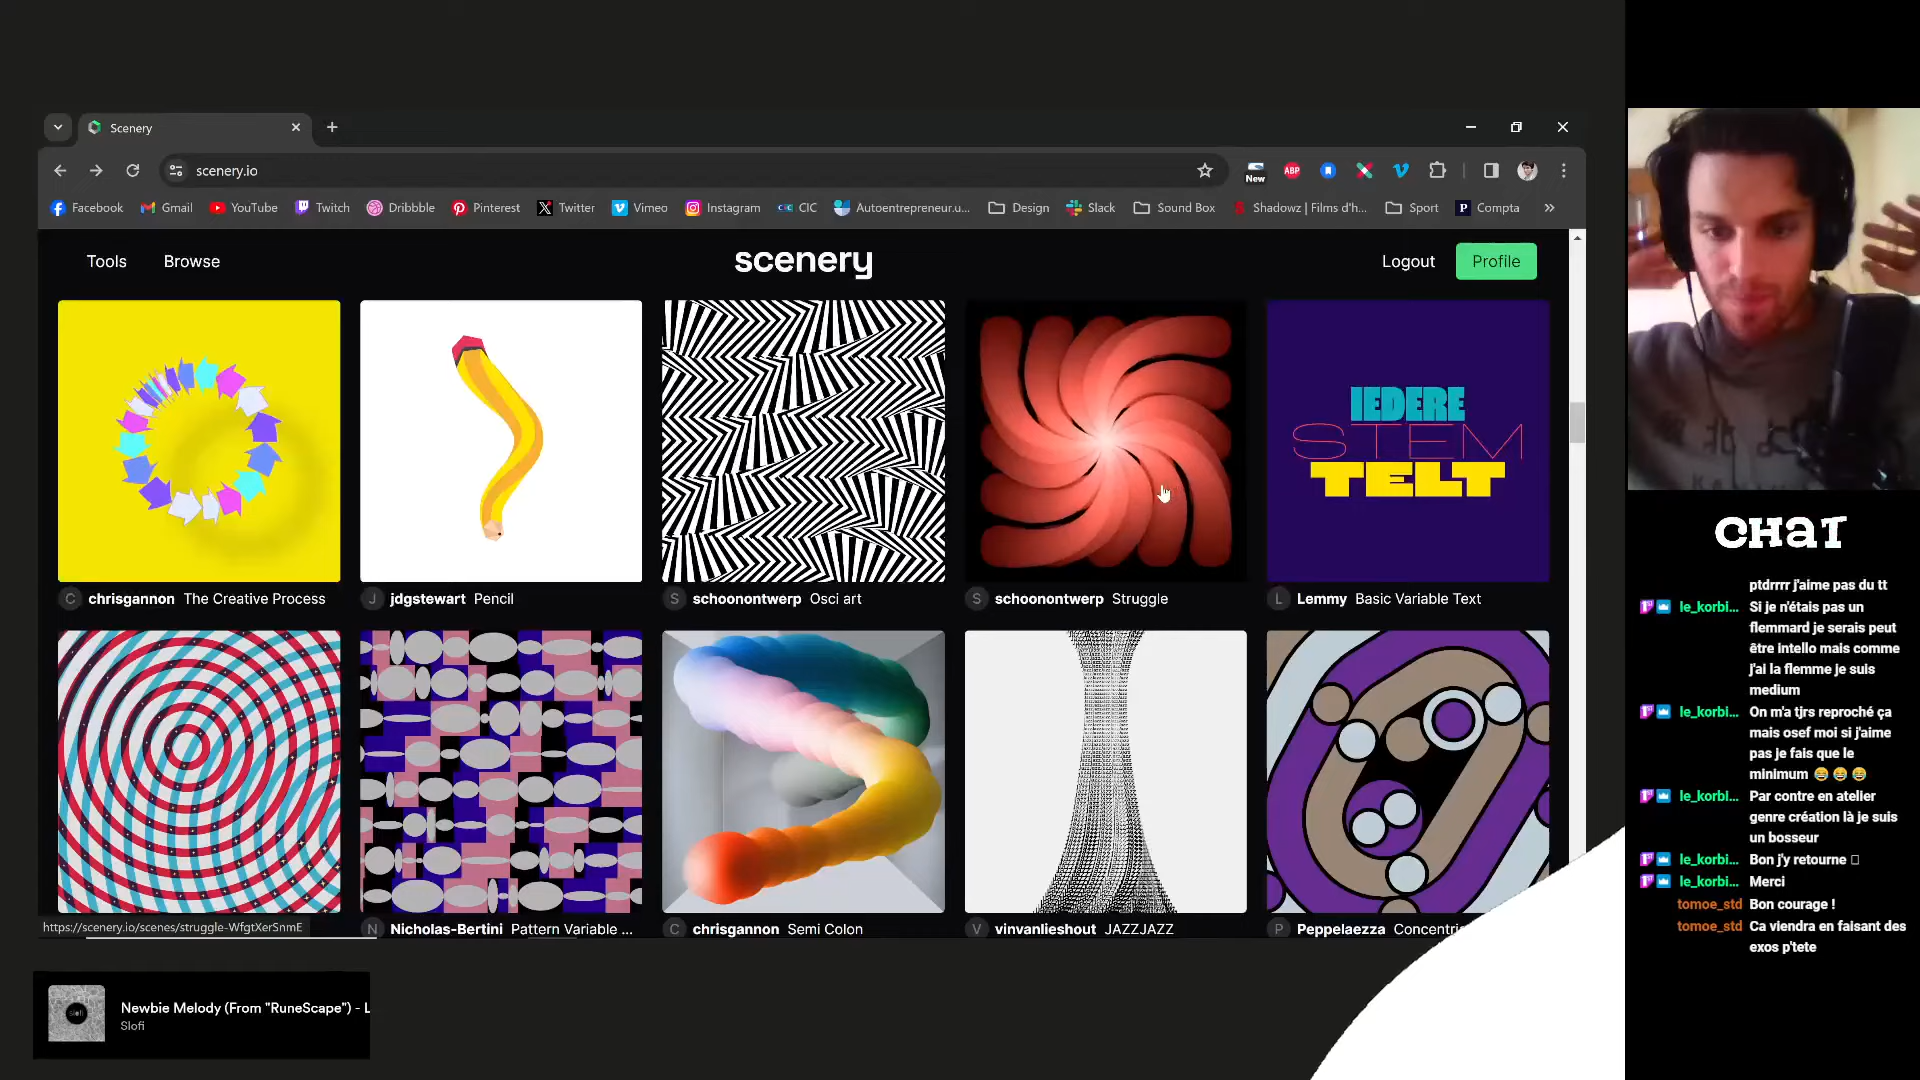 Scenery
scenery.io
New
ABP
Facebook
Gmail
YouTube
Twitch
Dribbble
Pinterest
Twitter
Vimeo
Instagram
CIC
Autoentrepreneur.u...
Design
Slack
Sound Box
Shadowz | Films d'h...
Sport
Compta
Tools
Browse
scenery
Logout
Profile
IEDERE
STEM
TELT
C chrisgannon The Creative Process
J jdgstewart Pencil
S schoonontwerp Osci art
S schoonontwerp Struggle
L Lemmy Basic Variable Text
https://scenery.io/scenes/struggle-WfgtXerSnmE
N Nicholas-Bertini Pattern Variable ...
C chrisgannon Semi Colon
V vinvanlieshout JAZZJAZZ
P Peppelaezza Concentri
slofi
Newbie Melody (From "RuneScape") - L
Slofi
CHAT
ptdrrrr j'aime pas du tt
le_korbi... Si je n'étais pas un
flemmard je serais peut
être intello mais comme
j'ai la flemme je suis
medium
le_korbi... On m'a tjrs reproché ça
mais osef moi si j'aime
pas je fais que le
minimum 😂 😂 😂
le_korbi... Par contre en atelier
genre création là je suis
un bosseur
le_korbi... Bon j'y retourne
le_korbi... Merci
tomoe_std Bon courage !
tomoe_std Ca viendra en faisant des
exos p'tete